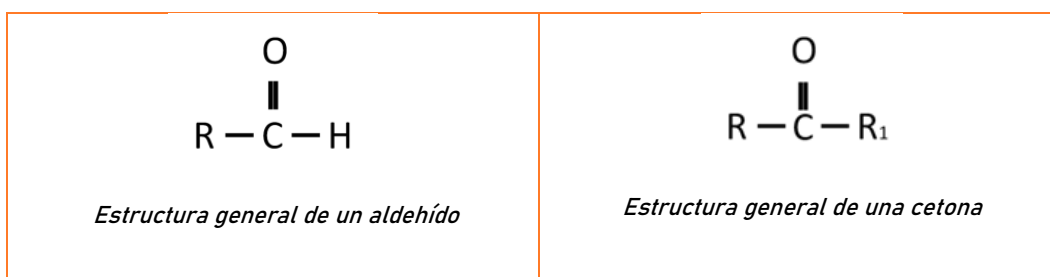 O
||
R — C — H
Estructura general de un aldehído
O
||
R — C — R₁
Estructura general de una cetona